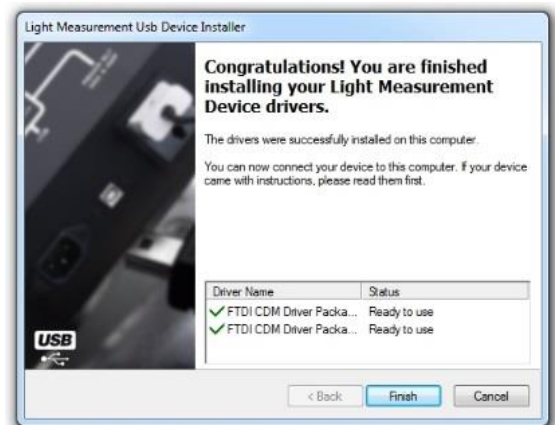 Light Measurement Usb Device Installer
Congratulations! You are finished
installing your Light Measurement
Device drivers.
The drivers were successfully installed on this computer.
You can now connect your device to this computer. If your device
came with instructions, please read them first.
Driver Name Status
FTDI CDM Driver Packa... Ready to use
FTDI CDM Driver Packa... Ready to use
USB
< Back Finish Cancel